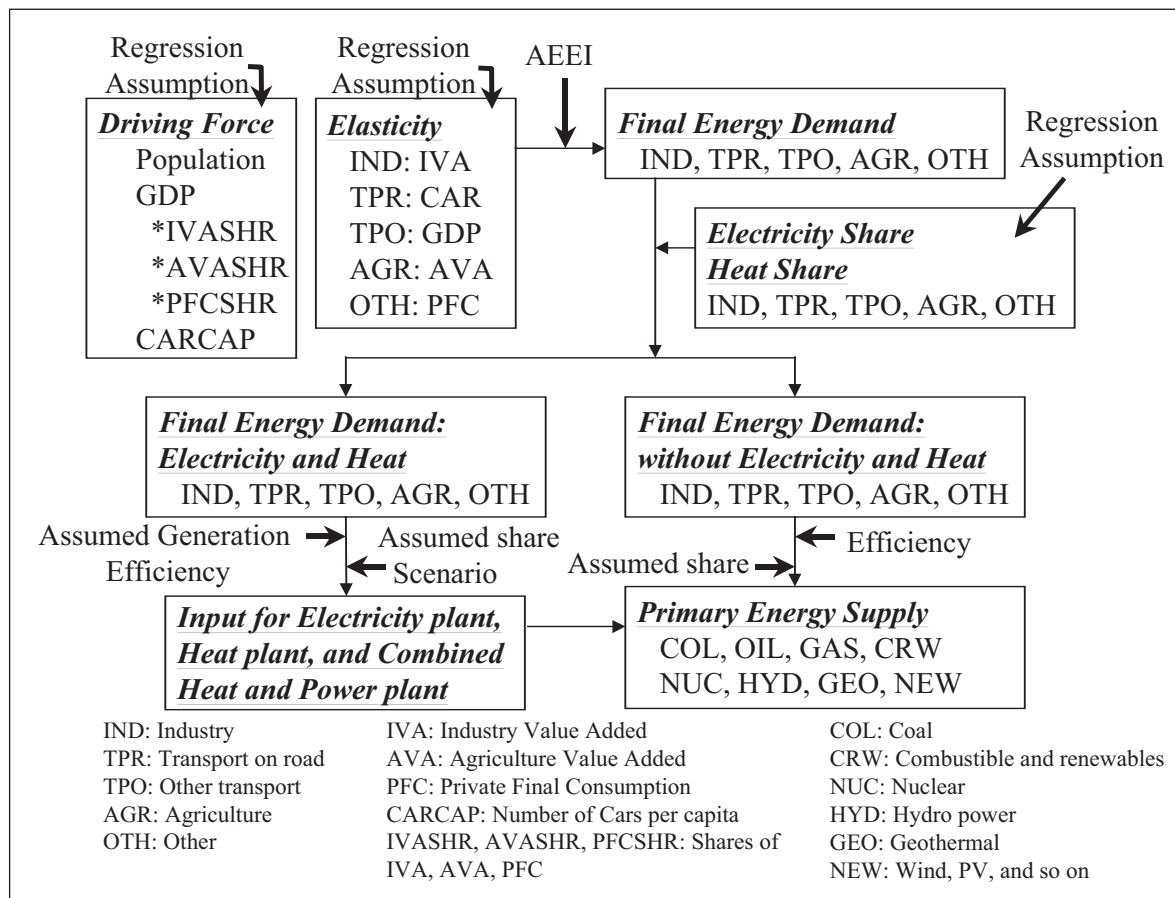 Regression
Assumption
Driving Force
Population
GDP
*IVASHR
*AVASHR
*PFCSHR
CARCAP
Regression
Assumption
Elasticity
IND: IVA
TPR: CAR
TPO: GDP
AGR: AVA
OTH: PFC
AEEI
Final Energy Demand
IND, TPR, TPO, AGR, OTH
Regression
Assumption
Electricity Share
Heat Share
IND, TPR, TPO, AGR, OTH
Final Energy Demand:
Electricity and Heat
IND, TPR, TPO, AGR, OTH
Final Energy Demand:
without Electricity and Heat
IND, TPR, TPO, AGR, OTH
Assumed Generation
Efficiency
Assumed share
Scenario
Efficiency
Assumed share
Input for Electricity plant,
Heat plant, and Combined
Heat and Power plant
Primary Energy Supply
COL, OIL, GAS, CRW
NUC, HYD, GEO, NEW
IND: Industry
TPR: Transport on road
TPO: Other transport
AGR: Agriculture
OTH: Other
IVA: Industry Value Added
AVA: Agriculture Value Added
PFC: Private Final Consumption
CARCAP: Number of Cars per capita
IVASHR, AVASHR, PFCSHR: Shares of
IVA, AVA, PFC
COL: Coal
CRW: Combustible and renewables
NUC: Nuclear
HYD: Hydro power
GEO: Geothermal
NEW: Wind, PV, and so on